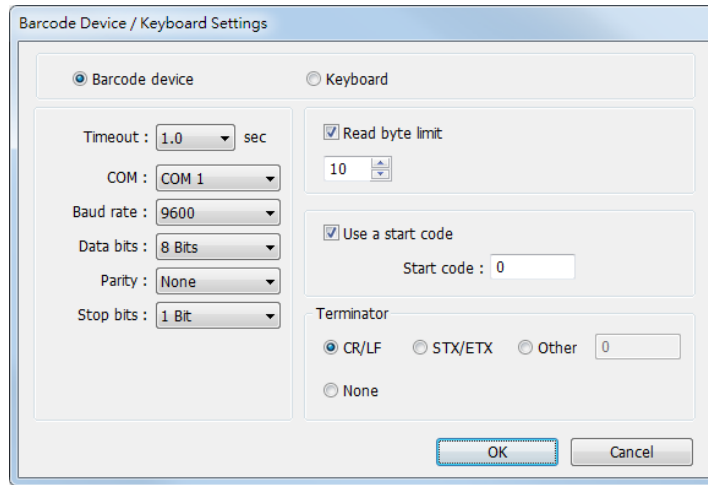 Barcode Device / Keyboard Settings
Barcode device
Keyboard
Timeout : 1.0 sec
COM : COM 1
Baud rate : 9600
Data bits : 8 Bits
Parity : None
Stop bits : 1 Bit
Read byte limit
10
Use a start code
Start code : 0
Terminator
CR/LF STX/ETX Other 0
None
OK Cancel